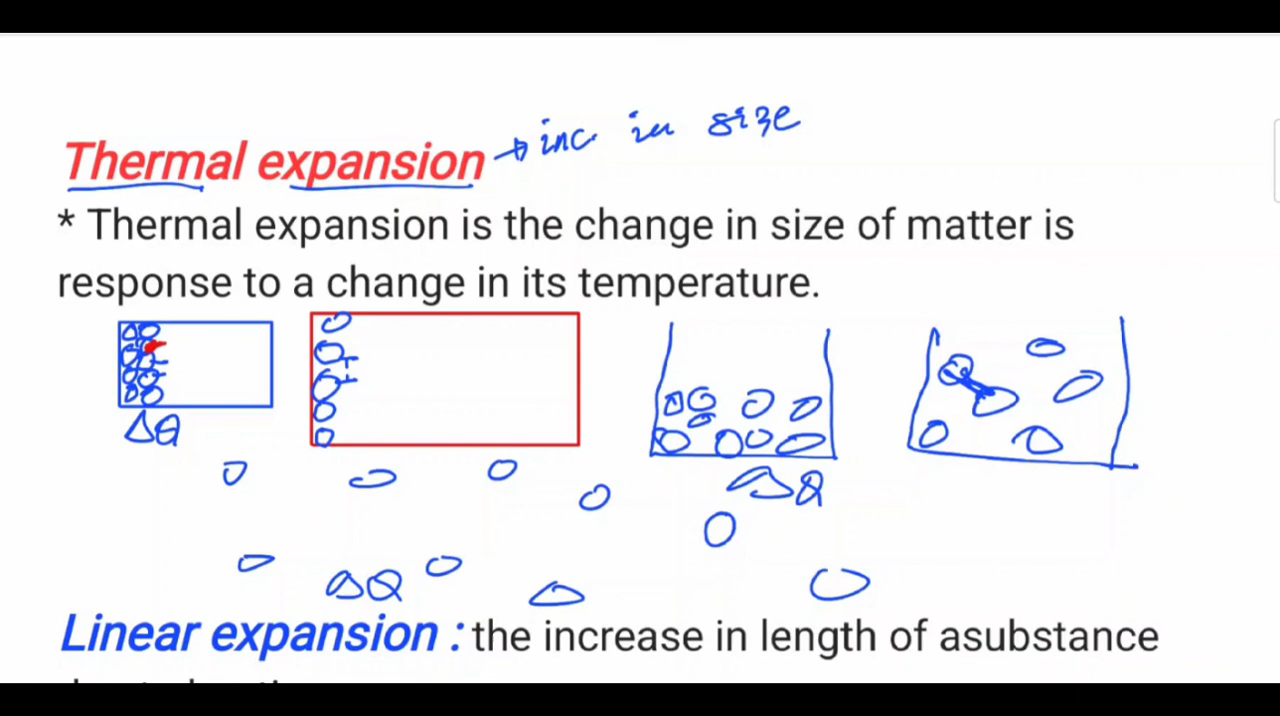 Thermal expansion → inc. in size
* Thermal expansion is the change in size of matter is
response to a change in its temperature.
ΔQ
ΔQ
ΔQ
Linear expansion : the increase in length of asubstance